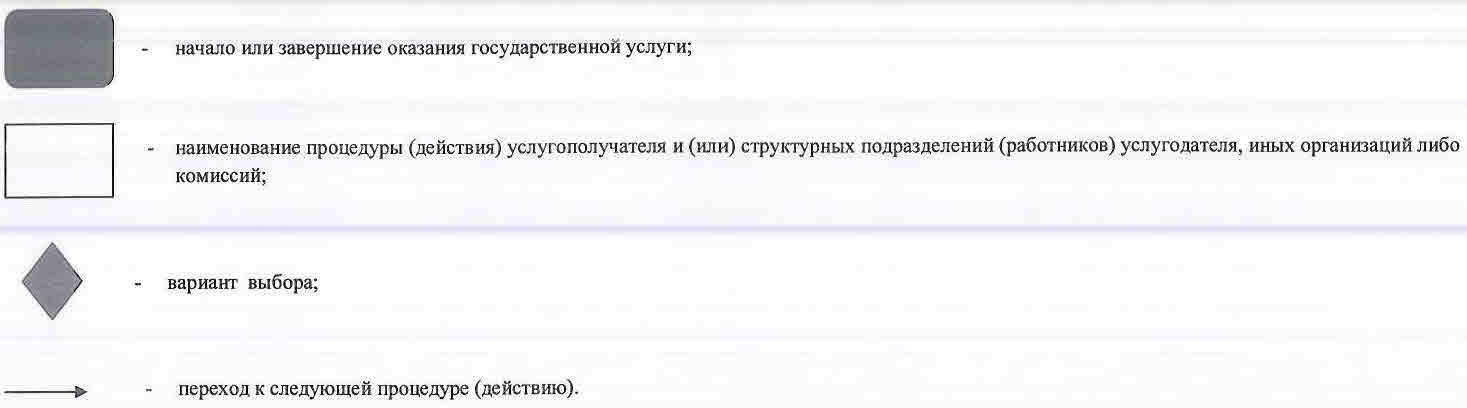 - начало или завершение оказания государственной услуги;
- наименование процедуры (действия) услугополучателя и (или) структурных подразделений (работников) услугодателя, иных организаций либо
комиссий;
- вариант выбора;
- переход к следующей процедуре (действию).